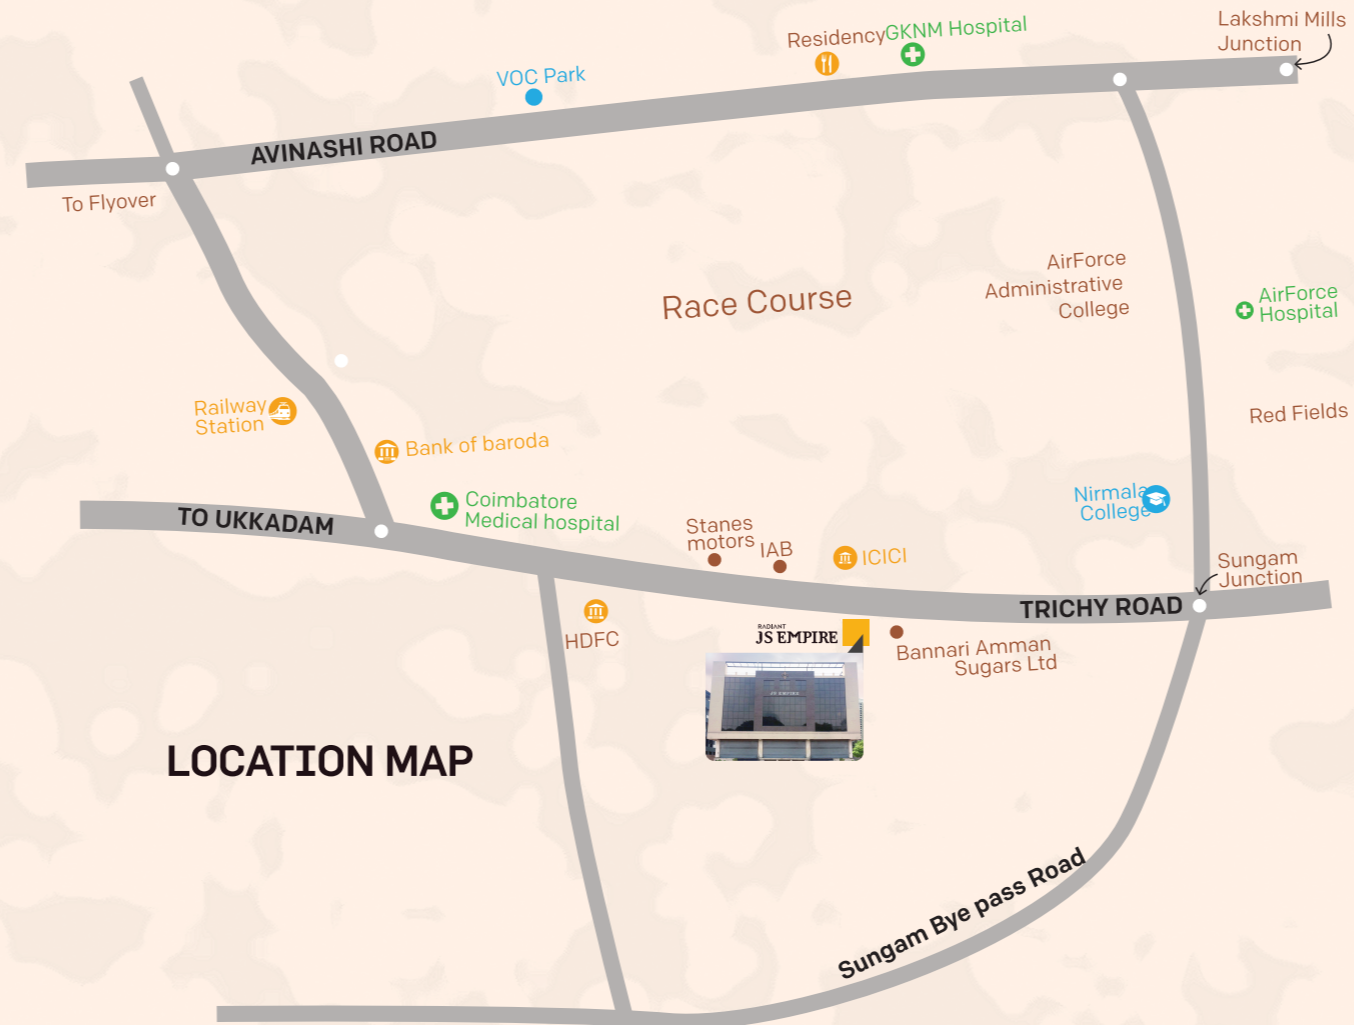 Lakshmi Mills
Junction
Residency
GKNM Hospital
VOC Park
AVINASHI ROAD
To Flyover
AirForce
Administrative
College
Race Course
AirForce
Hospital
Railway
Station
Red Fields
Bank of baroda
Coimbatore
Medical hospital
Nirmala
College
TO UKKADAM
Stanes
motors
IAB
ICICI
Sungam
Junction
TRICHY ROAD
HDFC
RADIANT
JS EMPIRE
Bannari Amman
Sugars Ltd
JS EMPIRE
LOCATION MAP
Sungam Bye pass Road